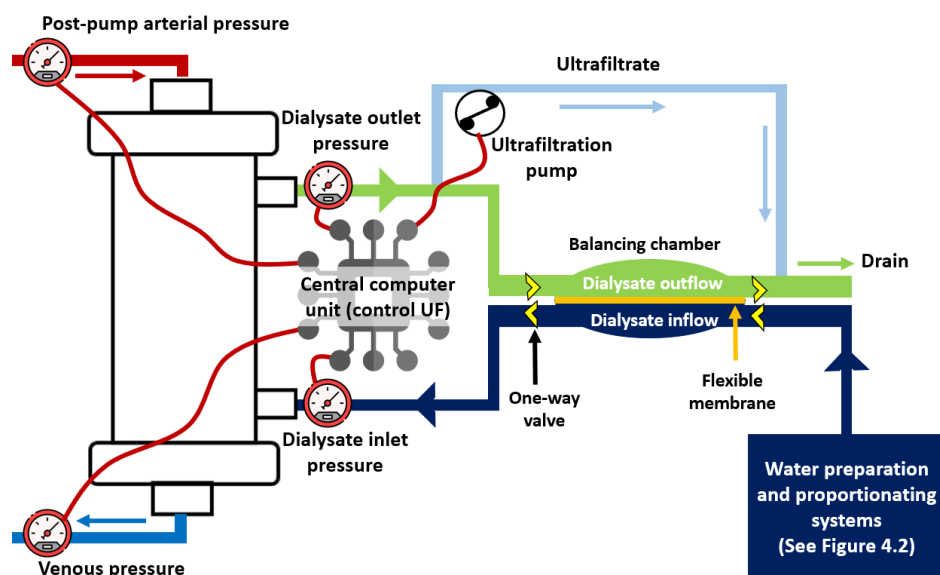 Post-pump arterial pressure
Ultrafiltrate
Dialysate outlet
pressure
Ultrafiltration
pump
Balancing chamber
Drain
Dialysate outflow
Central computer
unit (control UF)
Dialysate inflow
One-way
valve
Flexible
membrane
Dialysate inlet
pressure
Water preparation
and proportionating
systems
(See Figure 4.2)
Venous pressure